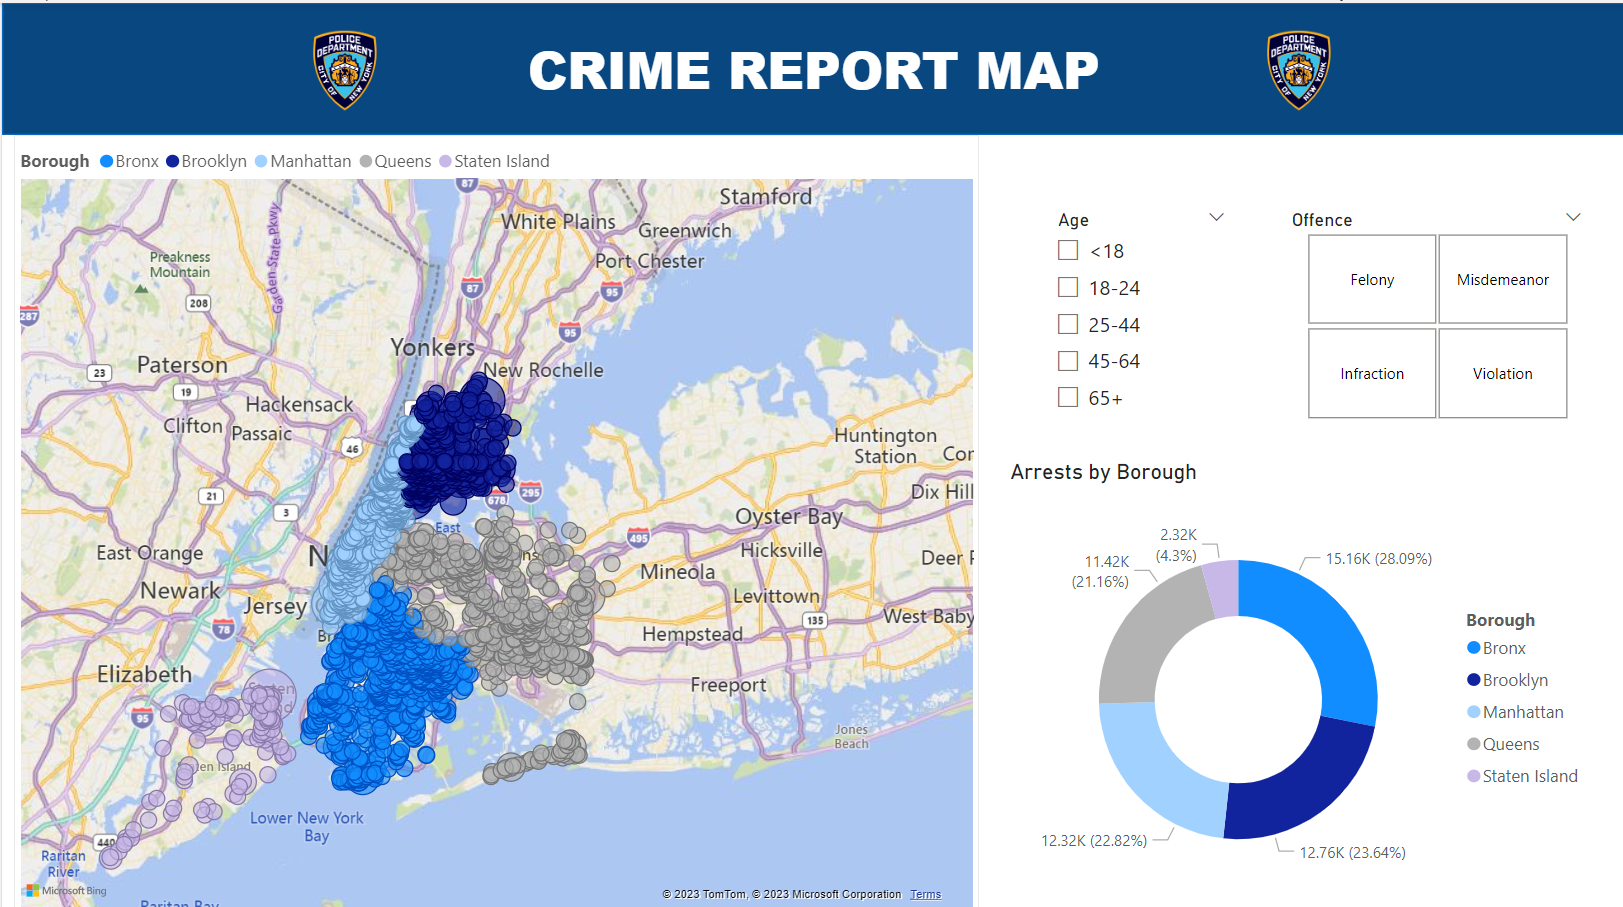 POLICE
DEPARTMENT
CITY OF
NEW YORK
CRIME REPORT MAP
POLICE
DEPARTMENT
CITY OF
NEW YORK
Borough Bronx Brooklyn Manhattan Queens Staten Island
87
Stamford
White Plains
Greenwich
Port Chester
Garden State Pkwy
Preakness
Mountain
208
87
95
287
95
Yonkers
Paterson
23
New Rochelle
19
Hackensack
Clifton
Passaic
46
Huntington
Station
Cor
21
3
678
295
Dix Hill
Oyster Bay
East
495
East Orange
N
Hicksville
Deer P
Mineola
Newark
Levittown
Jersey
78
135
West Baby
Hempstead
Elizabeth
Freeport
95
Jones
Beach
Lower New York
Bay
440
Raritan
River
Microsoft Bing
© 2023 TomTom, © 2023 Microsoft Corporation Terms
Raritan Bay
Age
<18
18-24
25-44
45-64
65+
Offence
Felony
Misdemeanor
Infraction
Violation
Arrests by Borough
2.32K
(4.3%)
11.42K
(21.16%)
15.16K (28.09%)
12.32K (22.82%)
12.76K (23.64%)
Borough
Bronx
Brooklyn
Manhattan
Queens
Staten Island